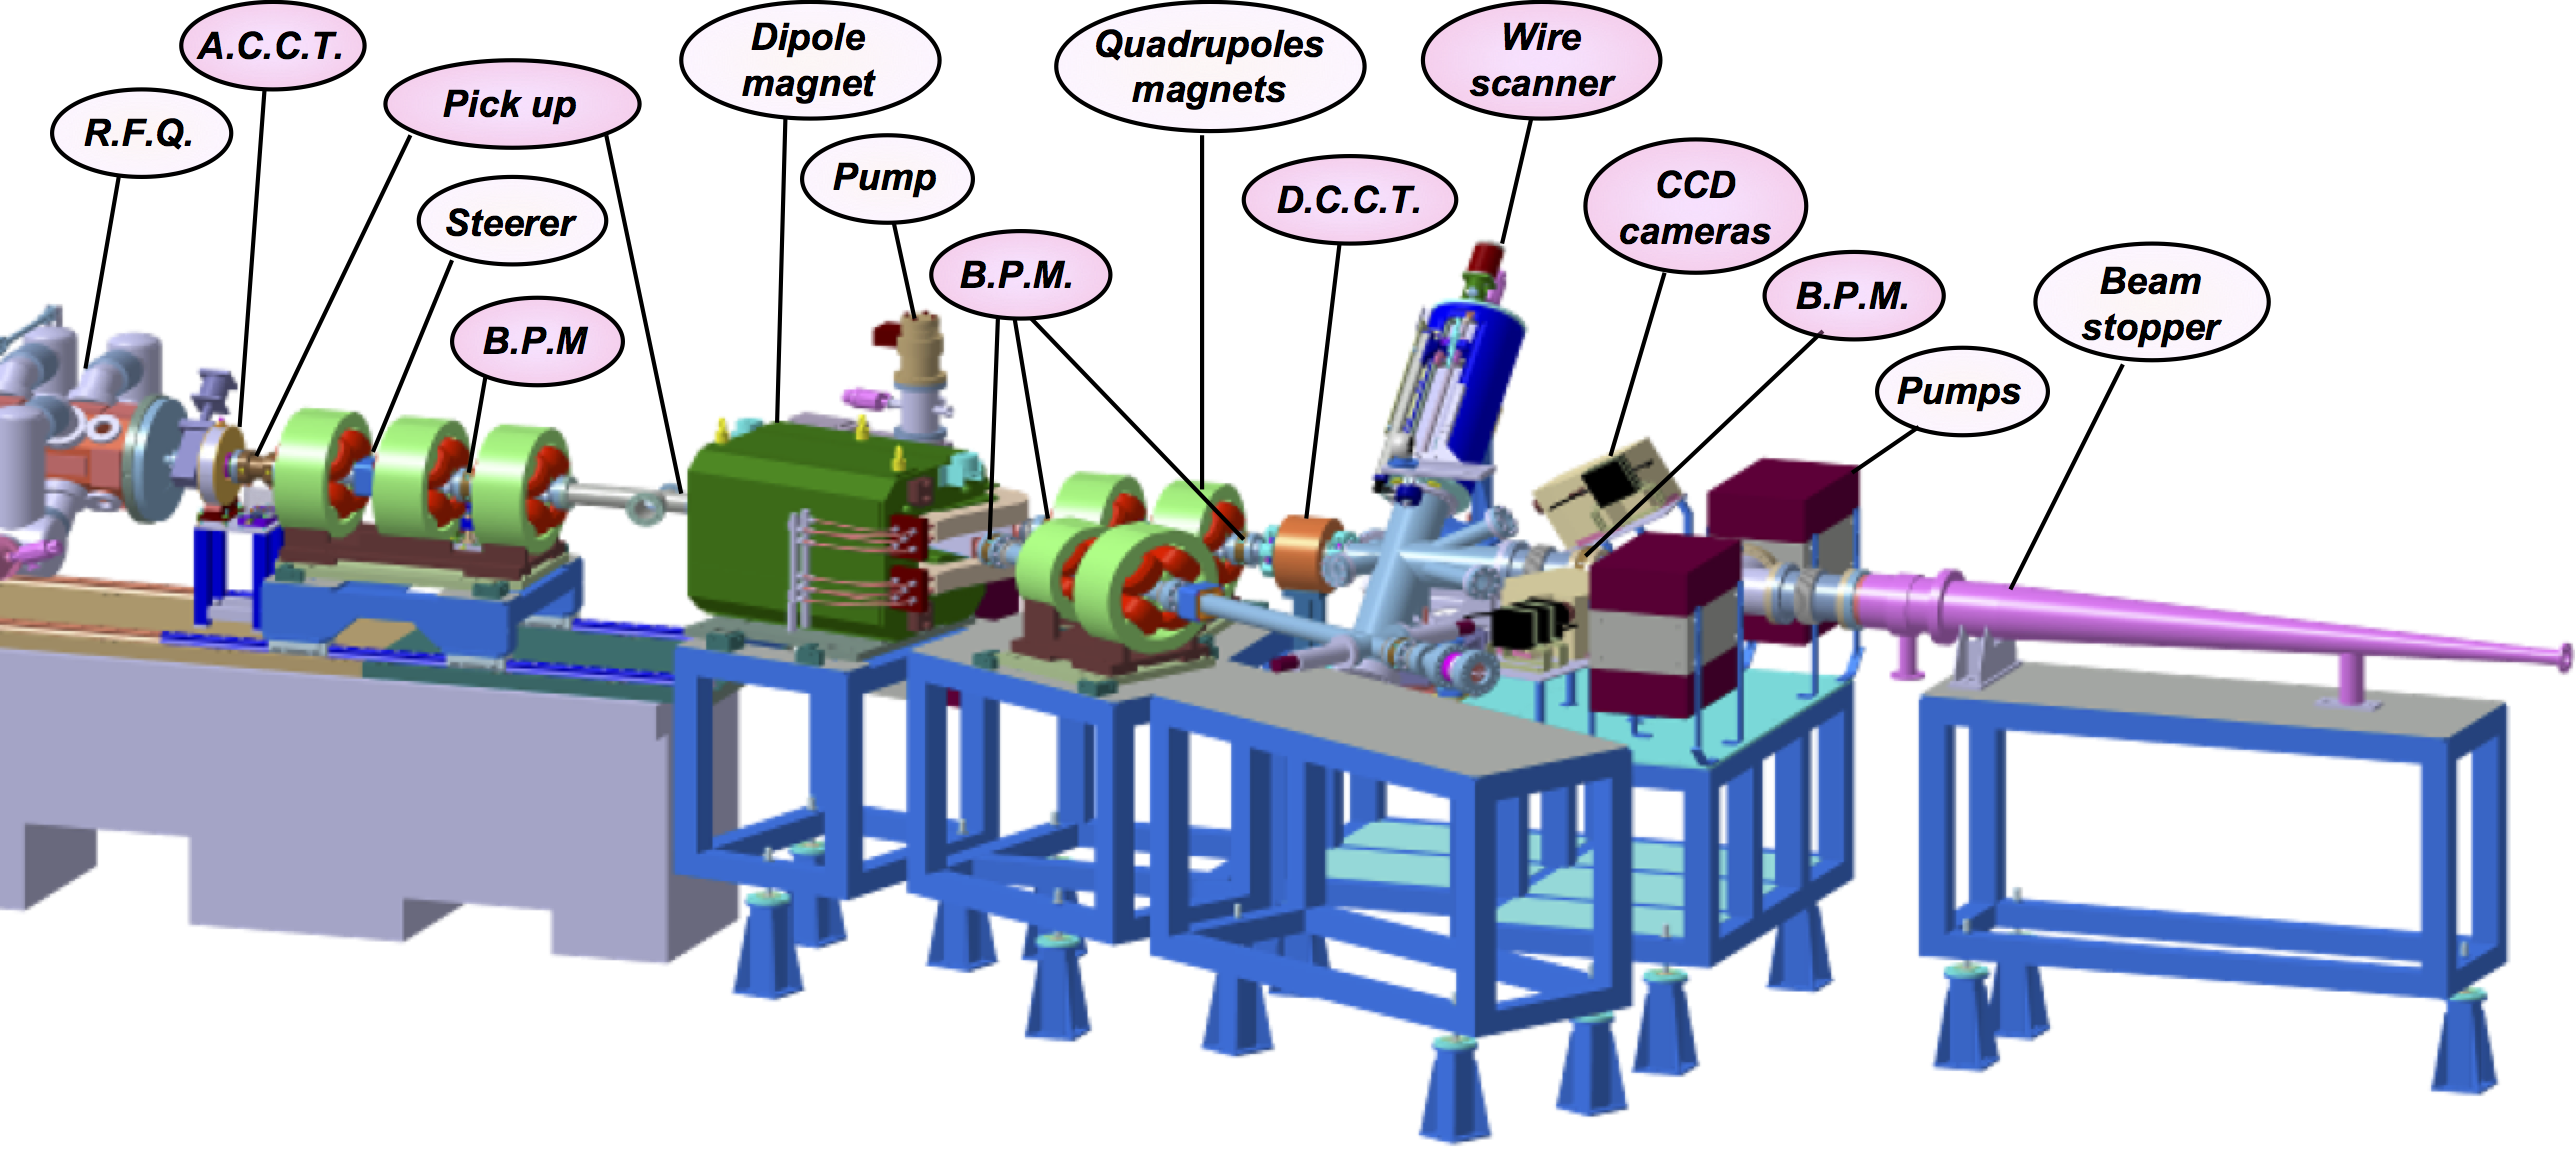 A.C.C.T.
R.F.Q.
Pick up
Steerer
B.P.M
Dipole
magnet
Pump
B.P.M.
Quadrupoles
magnets
D.C.C.T.
Wire
scanner
CCD
cameras
B.P.M.
Pumps
Beam
stopper